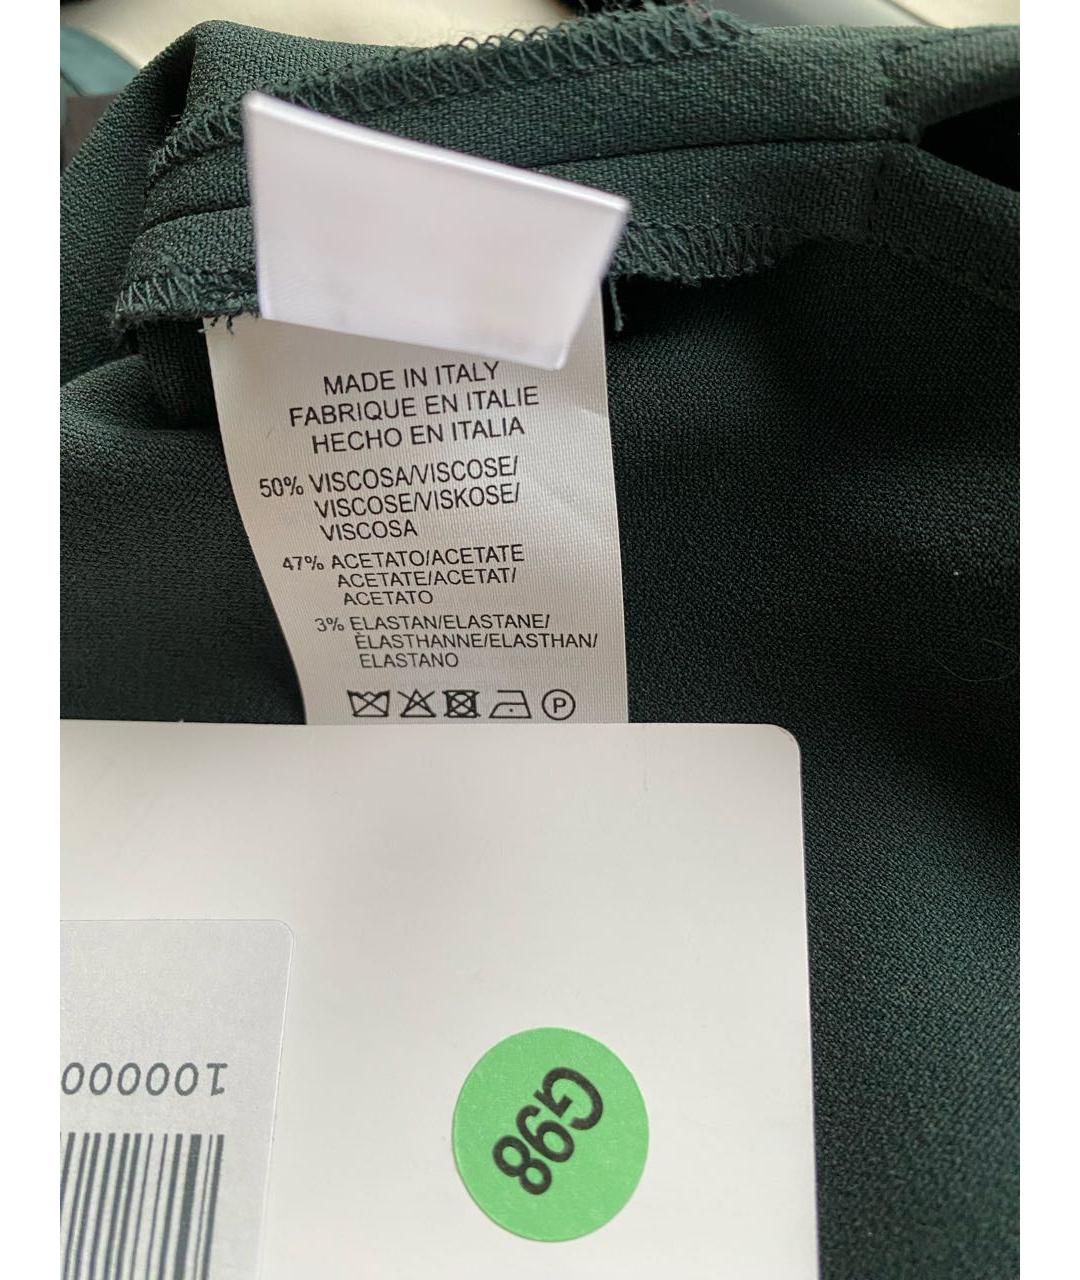 MADE IN ITALY
FABRIQUE EN ITALIE
HECHO EN ITALIA
50% VISCOSA/VISCOSE/
VISCOSE/VISKOSE/
VISCOSA
47% ACETATO/ACETATE
ACETATE/ACETAT/
ACETATO
3% ELASTAN/ELASTANE/
ÈLASTHANNE/ELASTHAN/
ELASTANO
P
G98